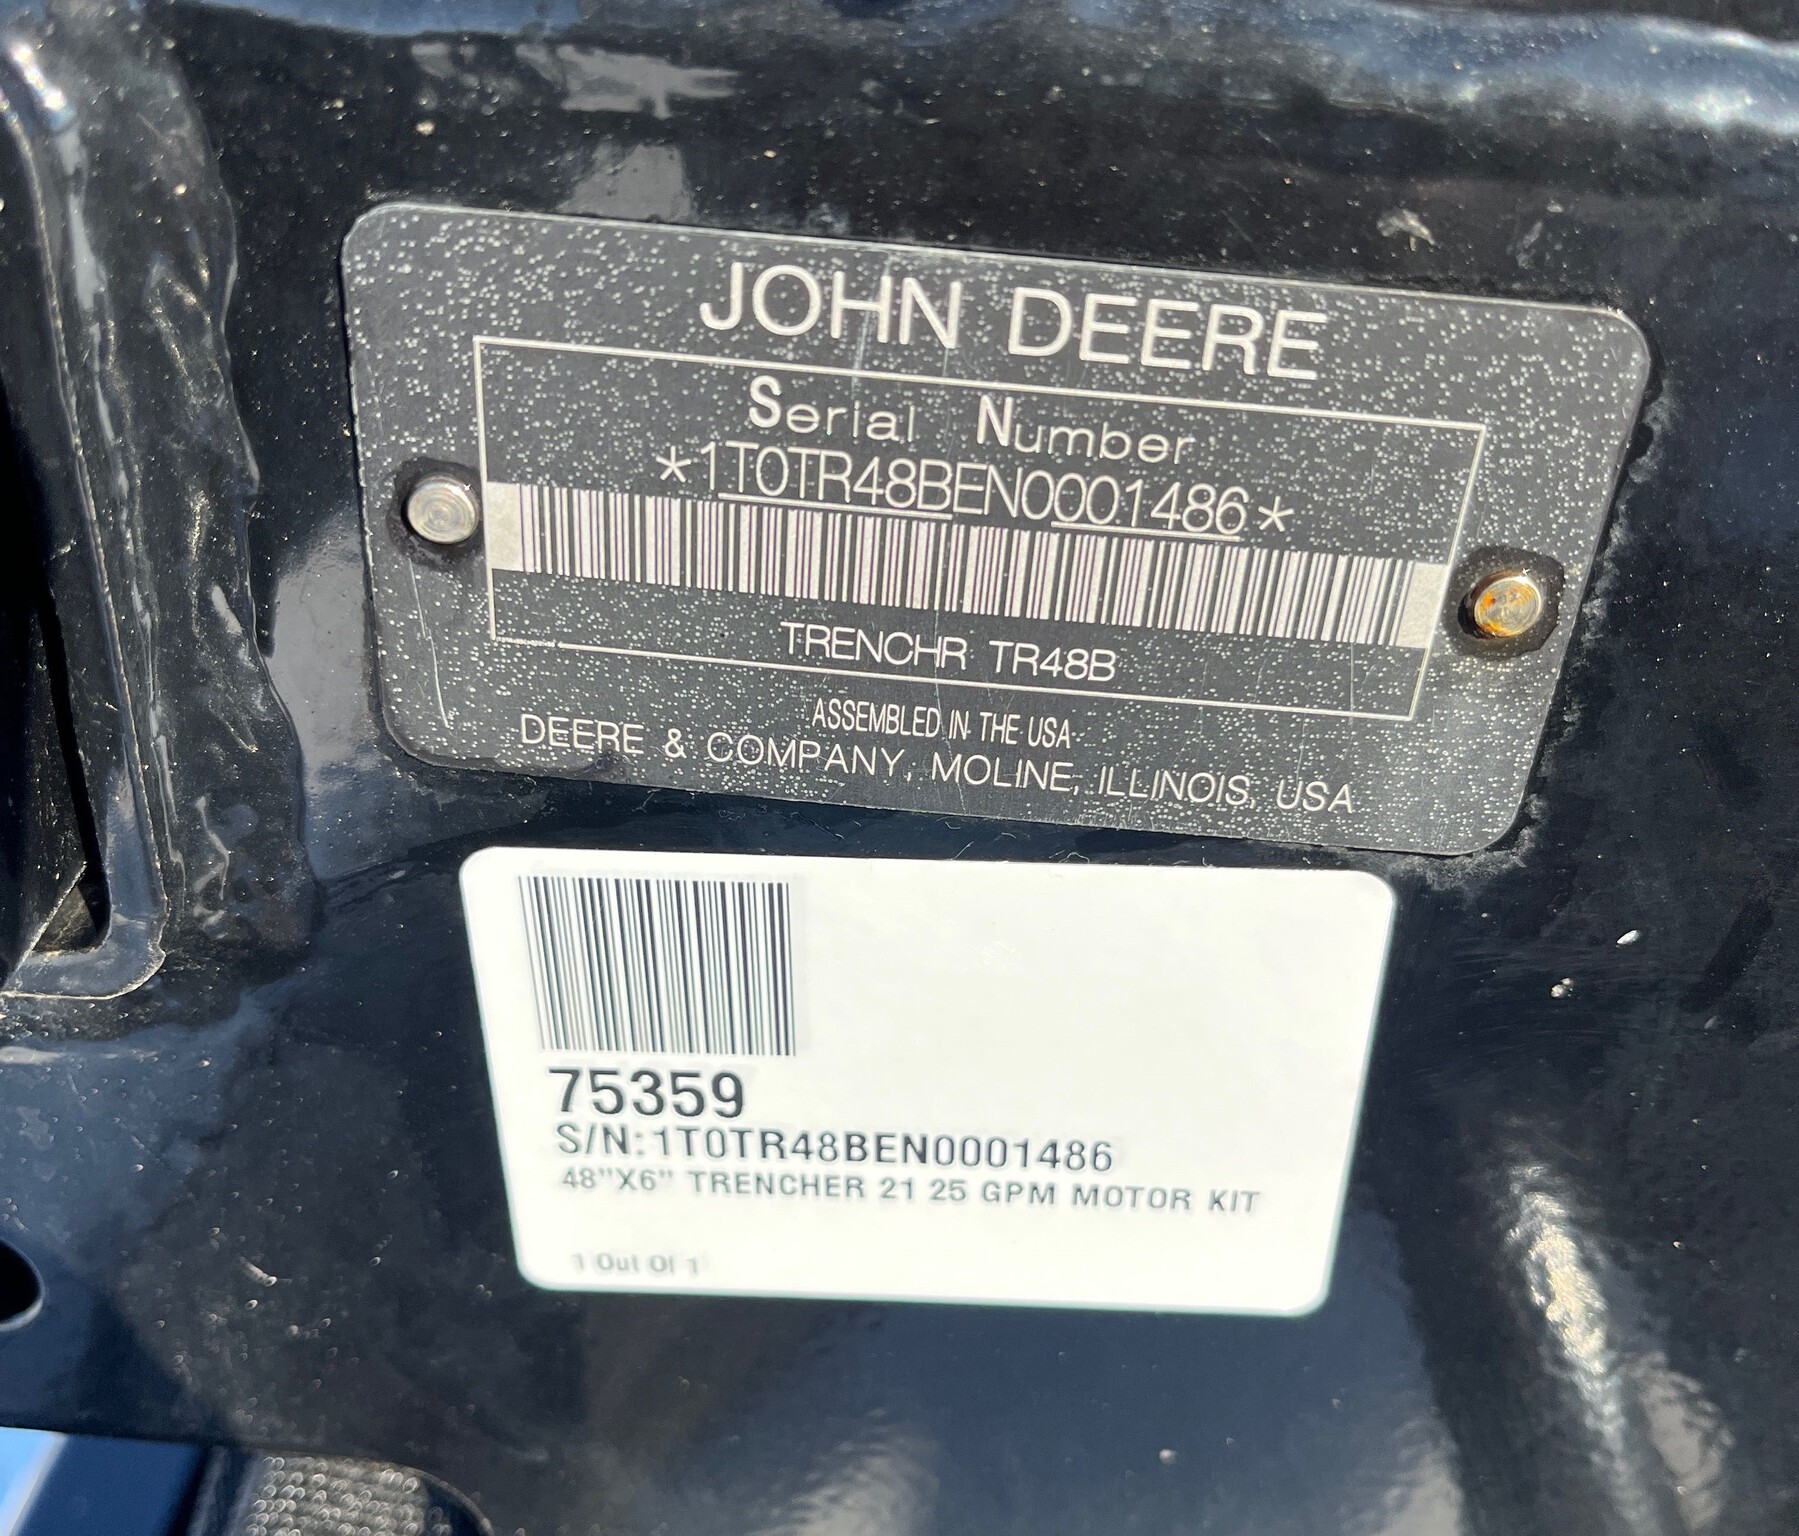 JOHN DEERE
Serial Number
*1T0TR48BEN0001486*
TRENCHR TR48B
ASSEMBLED IN THE USA
DEERE & COMPANY, MOLINE, ILLINOIS, USA
75359
S/N:1T0TR48BEN0001486
48"X6" TRENCHER 21 25 GPM MOTOR KIT
1 Out Of 1